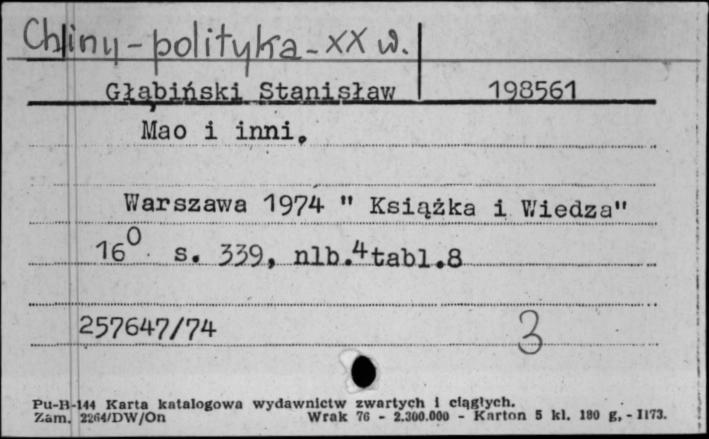 Chiny - polityka - XX w.
Głąbiński Stanisław 198561
Mao i inni.
Warszawa 1974 " Książka i Wiedza"
16⁰ s. 339, nlb.4 tabl.8
257647/74 3
Pu-B-144 Karta katalogowa wydawnictw zwartych i ciągłych.
Zam. 2264/DW/On Wrak 76 - 2.300.000 - Karton 5 kl. 180 g, - 1173.